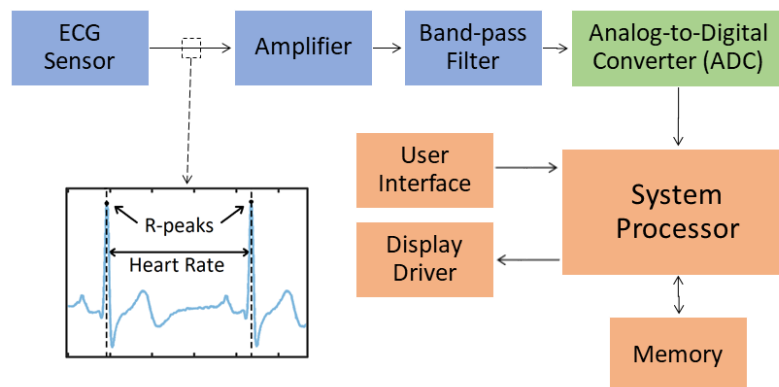 ECG
Sensor
Amplifier
Band-pass
Filter
Analog-to-Digital
Converter (ADC)
User
Interface
System
Processor
R-peaks
Heart Rate
Display
Driver
Memory